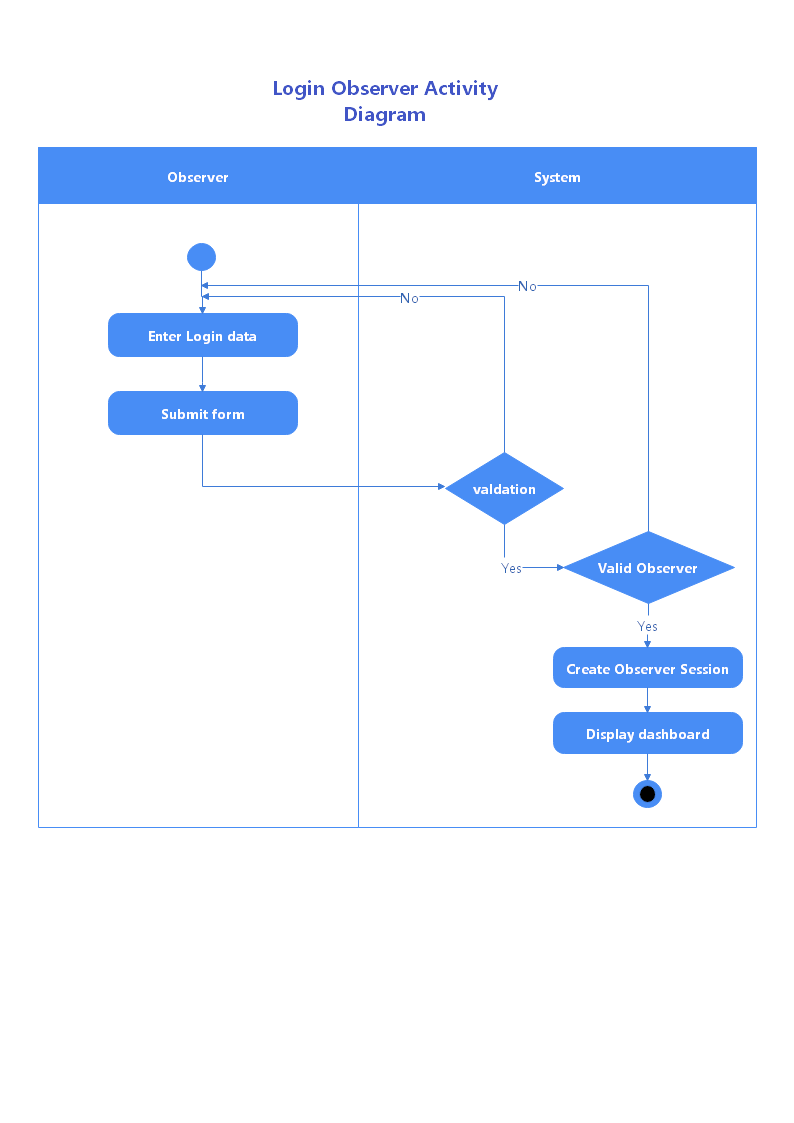 Login Observer Activity
Diagram
Observer
System
No
No
Enter Login data
Submit form
valdation
Yes
Valid Observer
Yes
Create Observer Session
Display dashboard